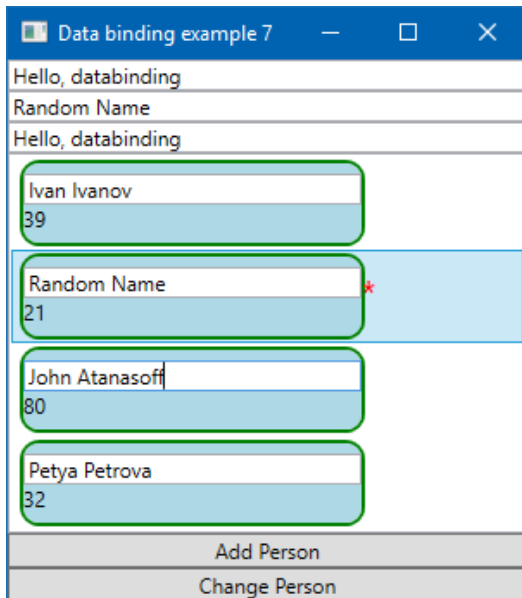 Data binding example 7
Hello, databinding
Random Name
Hello, databinding
Ivan Ivanov
39
Random Name
*
21
John Atanasoff
80
Petya Petrova
32
Add Person
Change Person